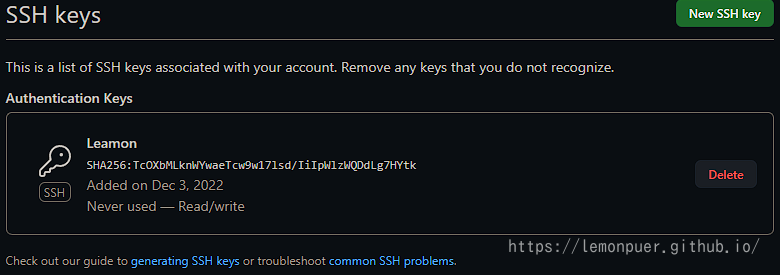 SSH keys
New SSH key
This is a list of SSH keys associated with your account. Remove any keys that you do not recognize.
Authentication Keys
Leamon
SHA256:TcOXbMLknWYwaeTcw9w17lsd/IiIpWlzWQDdLg7HYtk
SSH
Added on Dec 3, 2022
Never used — Read/write
Delete
https://lemonpuer.github.io/
Check out our guide to generating SSH keys or troubleshoot common SSH problems.